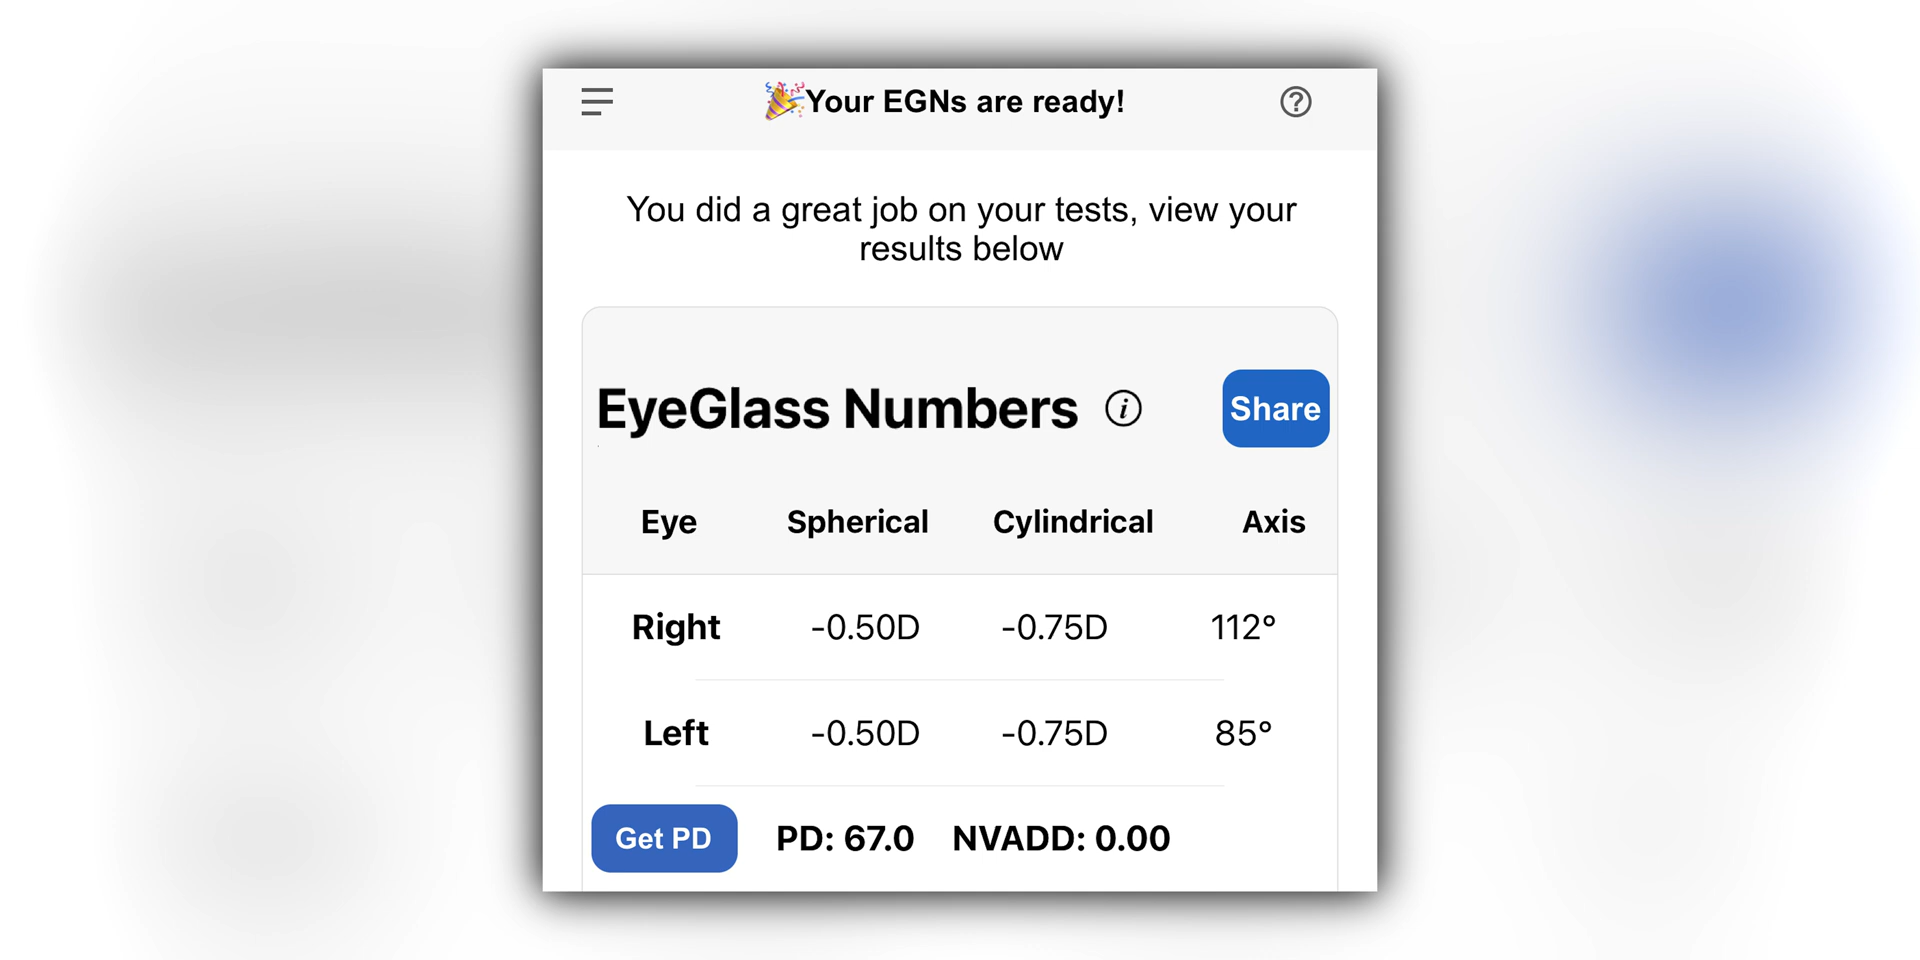 Your EGNs are ready!
You did a great job on your tests, view your
results below
EyeGlass Numbers
Share
Eye Spherical Cylindrical Axis
Right -0.50D -0.75D 112°
Left -0.50D -0.75D 85°
Get PD PD: 67.0 NVADD: 0.00